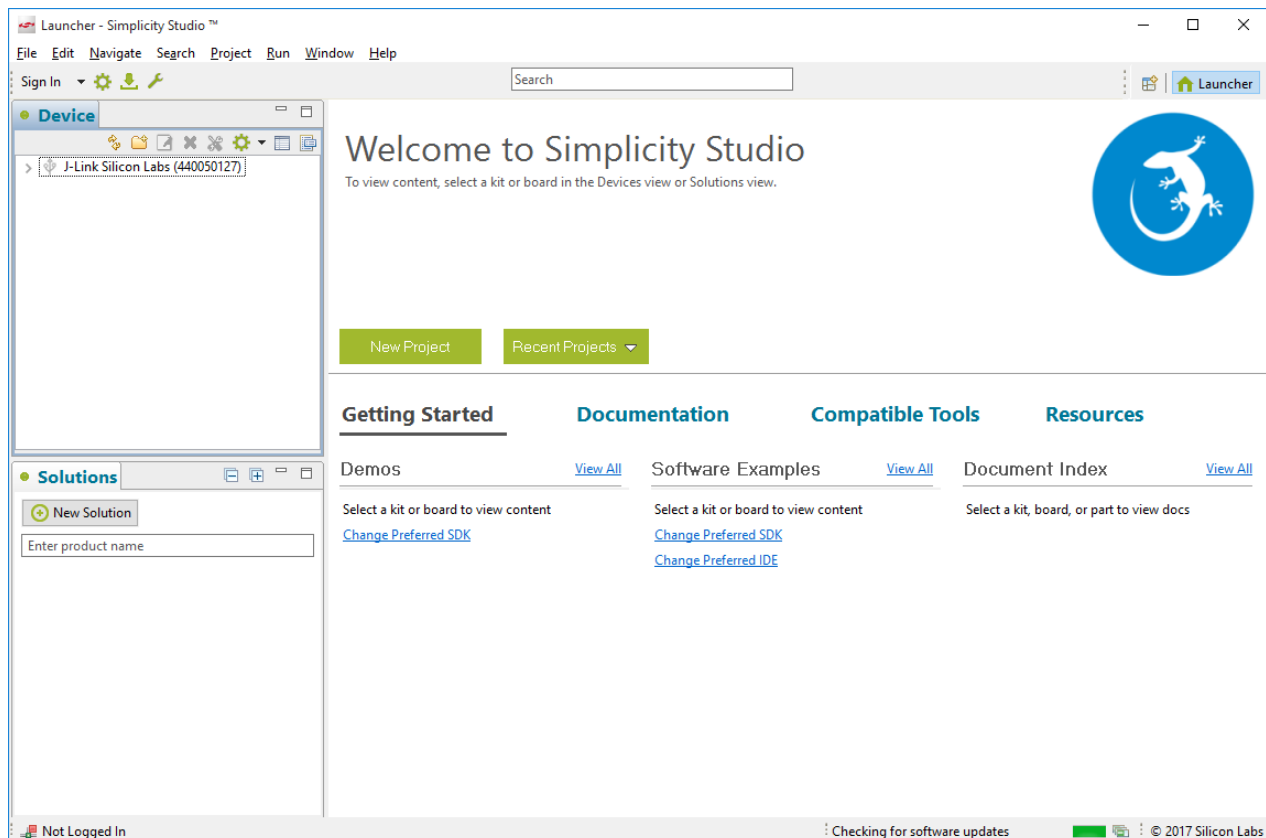 Launcher - Simplicity Studio ™
File Edit Navigate Search Project Run Window Help
Sign In
Search
Launcher
Device
J-Link Silicon Labs (440050127)
Welcome to Simplicity Studio
To view content, select a kit or board in the Devices view or Solutions view.
New Project
Recent Projects
Getting Started
Documentation
Compatible Tools
Resources
Solutions
New Solution
Enter product name
Demos
View All
Select a kit or board to view content
Change Preferred SDK
Software Examples
View All
Select a kit or board to view content
Change Preferred SDK
Change Preferred IDE
Document Index
View All
Select a kit, board, or part to view docs
Not Logged In
Checking for software updates
© 2017 Silicon Labs